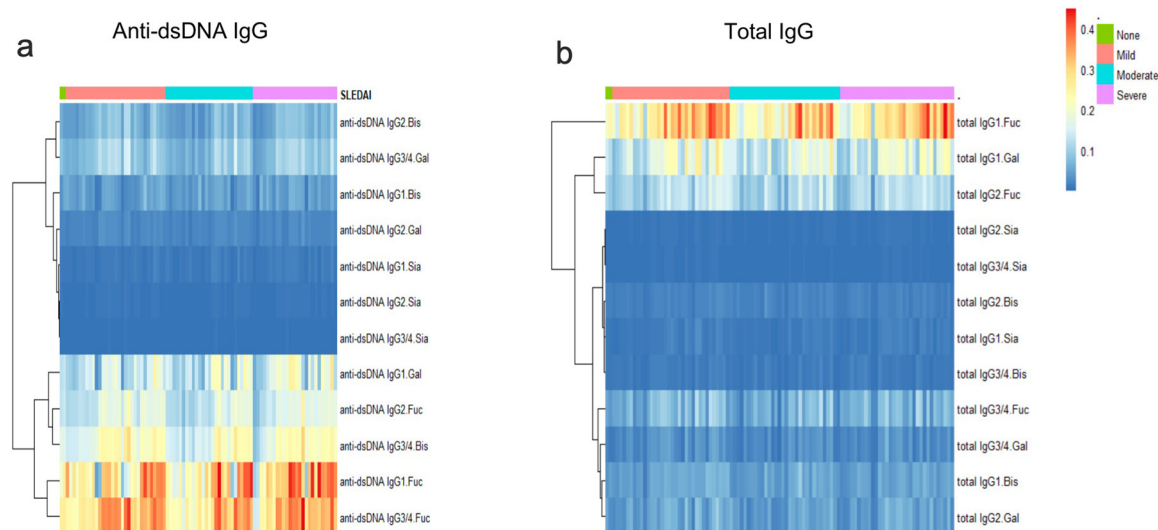 a
Anti-dsDNA IgG
SLEDAI
anti-dsDNA IgG2.Bis
anti-dsDNA IgG3/4.Gal
anti-dsDNA IgG1.Bis
anti-dsDNA IgG2.Gal
anti-dsDNA IgG1.Sia
anti-dsDNA IgG2.Sia
anti-dsDNA IgG3/4.Sia
anti-dsDNA IgG1.Gal
anti-dsDNA IgG2.Fuc
anti-dsDNA IgG3/4.Bis
anti-dsDNA IgG1.Fuc
anti-dsDNA IgG3/4.Fuc
b
Total IgG
.
total IgG1.Fuc
total IgG1.Gal
total IgG2.Fuc
total IgG2.Sia
total IgG3/4.Sia
total IgG2.Bis
total IgG1.Sia
total IgG3/4.Bis
total IgG3/4.Fuc
total IgG3/4.Gal
total IgG1.Bis
total IgG2.Gal
0.4
0.3
0.2
0.1
.
None
Mild
Moderate
Severe